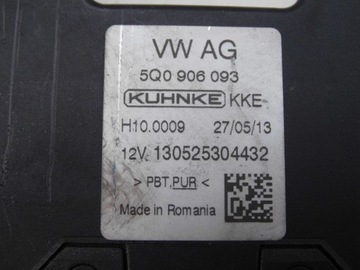 VW AG
5Q0 906 093
KUHNKE KKE
H10.0009 27/05/13
12V. 130525304432
> PBT,PUR <
Made in Romania